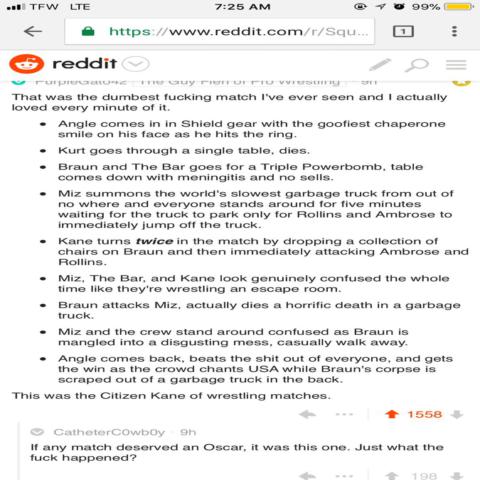 TFW LTE 7:25 AM 99%
https://www.reddit.com/r/Squ... 1
reddit
PurpleGato42 The Guy Fieri of Pro Wrestling 9h
That was the dumbest fucking match I've ever seen and I actually
loved every minute of it.
• Angle comes in in Shield gear with the goofiest chaperone
smile on his face as he hits the ring.
• Kurt goes through a single table, dies.
• Braun and The Bar goes for a Triple Powerbomb, table
comes down with meningitis and no sells.
• Miz summons the world's slowest garbage truck from out of
no where and everyone stands around for five minutes
waiting for the truck to park only for Rollins and Ambrose to
immediately jump off the truck.
• Kane turns twice in the match by dropping a collection of
chairs on Braun and then immediately attacking Ambrose and
Rollins.
• Miz, The Bar, and Kane look genuinely confused the whole
time like they're wrestling an escape room.
• Braun attacks Miz, actually dies a horrific death in a garbage
truck.
• Miz and the crew stand around confused as Braun is
mangled into a disgusting mess, casually walk away.
• Angle comes back, beats the shit out of everyone, and gets
the win as the crowd chants USA while Braun's corpse is
scraped out of a garbage truck in the back.
This was the Citizen Kane of wrestling matches.
1558
CatheterC0wb0y 9h
If any match deserved an Oscar, it was this one. Just what the
fuck happened?
198